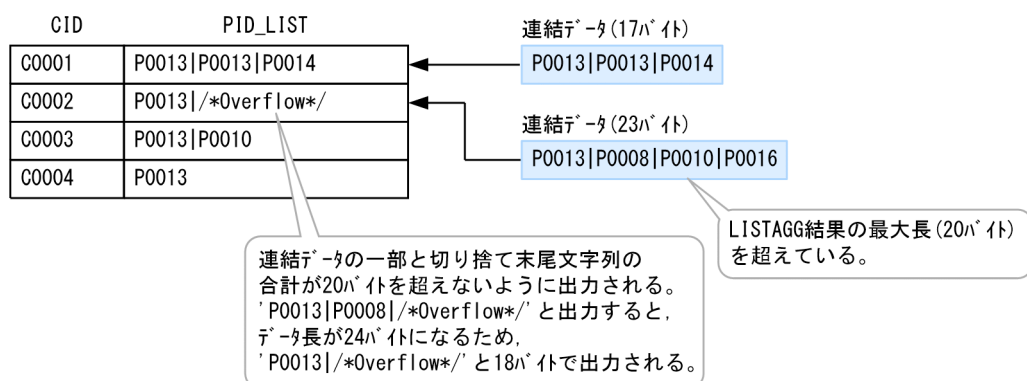 CID PID_LIST
C0001 P0013|P0013|P0014
C0002 P0013|/*Overflow*/
C0003 P0013|P0010
C0004 P0013
連結ﾃﾞｰﾀ(17ﾊﾞｲﾄ)
P0013|P0013|P0014
連結ﾃﾞｰﾀ(23ﾊﾞｲﾄ)
P0013|P0008|P0010|P0016
LISTAGG結果の最大長(20ﾊﾞｲﾄ)
を超えている。
連結ﾃﾞｰﾀの一部と切り捨て末尾文字列の
合計が20ﾊﾞｲﾄを超えないように出力される。
'P0013|P0008|/*Overflow*/'と出力すると,
ﾃﾞｰﾀ長が24ﾊﾞｲﾄになるため,
'P0013|/*Overflow*/'と18ﾊﾞｲﾄで出力される。